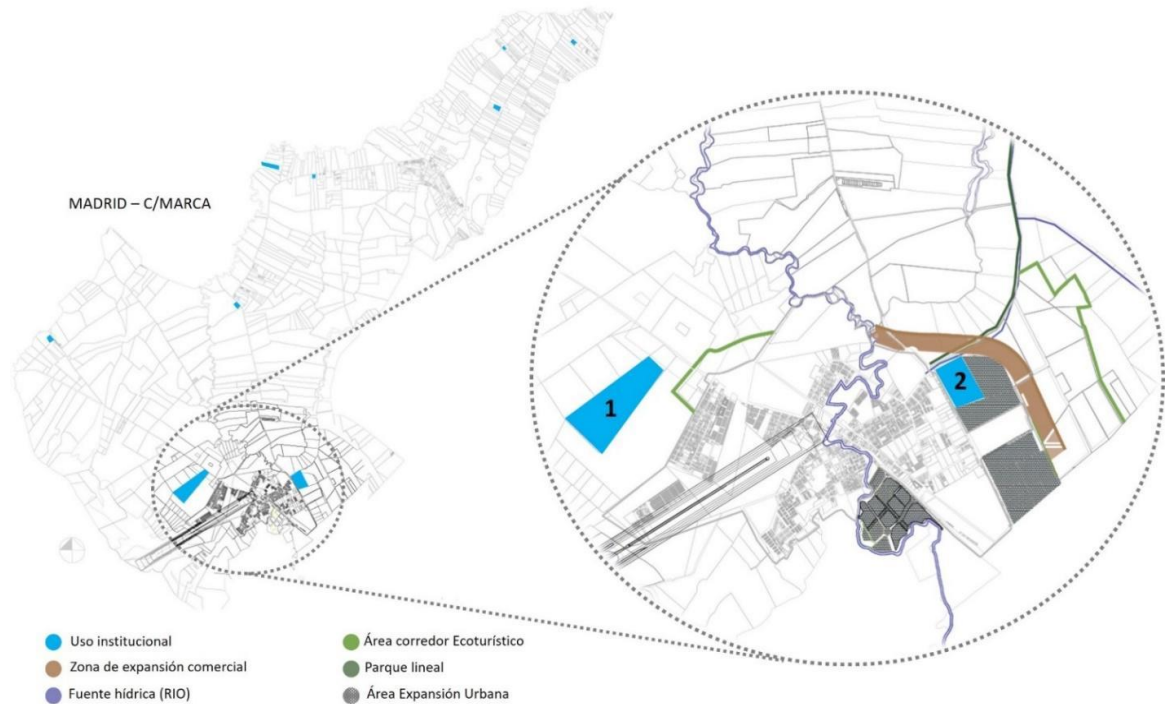 MADRID – C/MARCA
1
2
Uso institucional
Zona de expansión comercial
Fuente hídrica (RIO)
Área corredor Ecoturístico
Parque lineal
Área Expansión Urbana